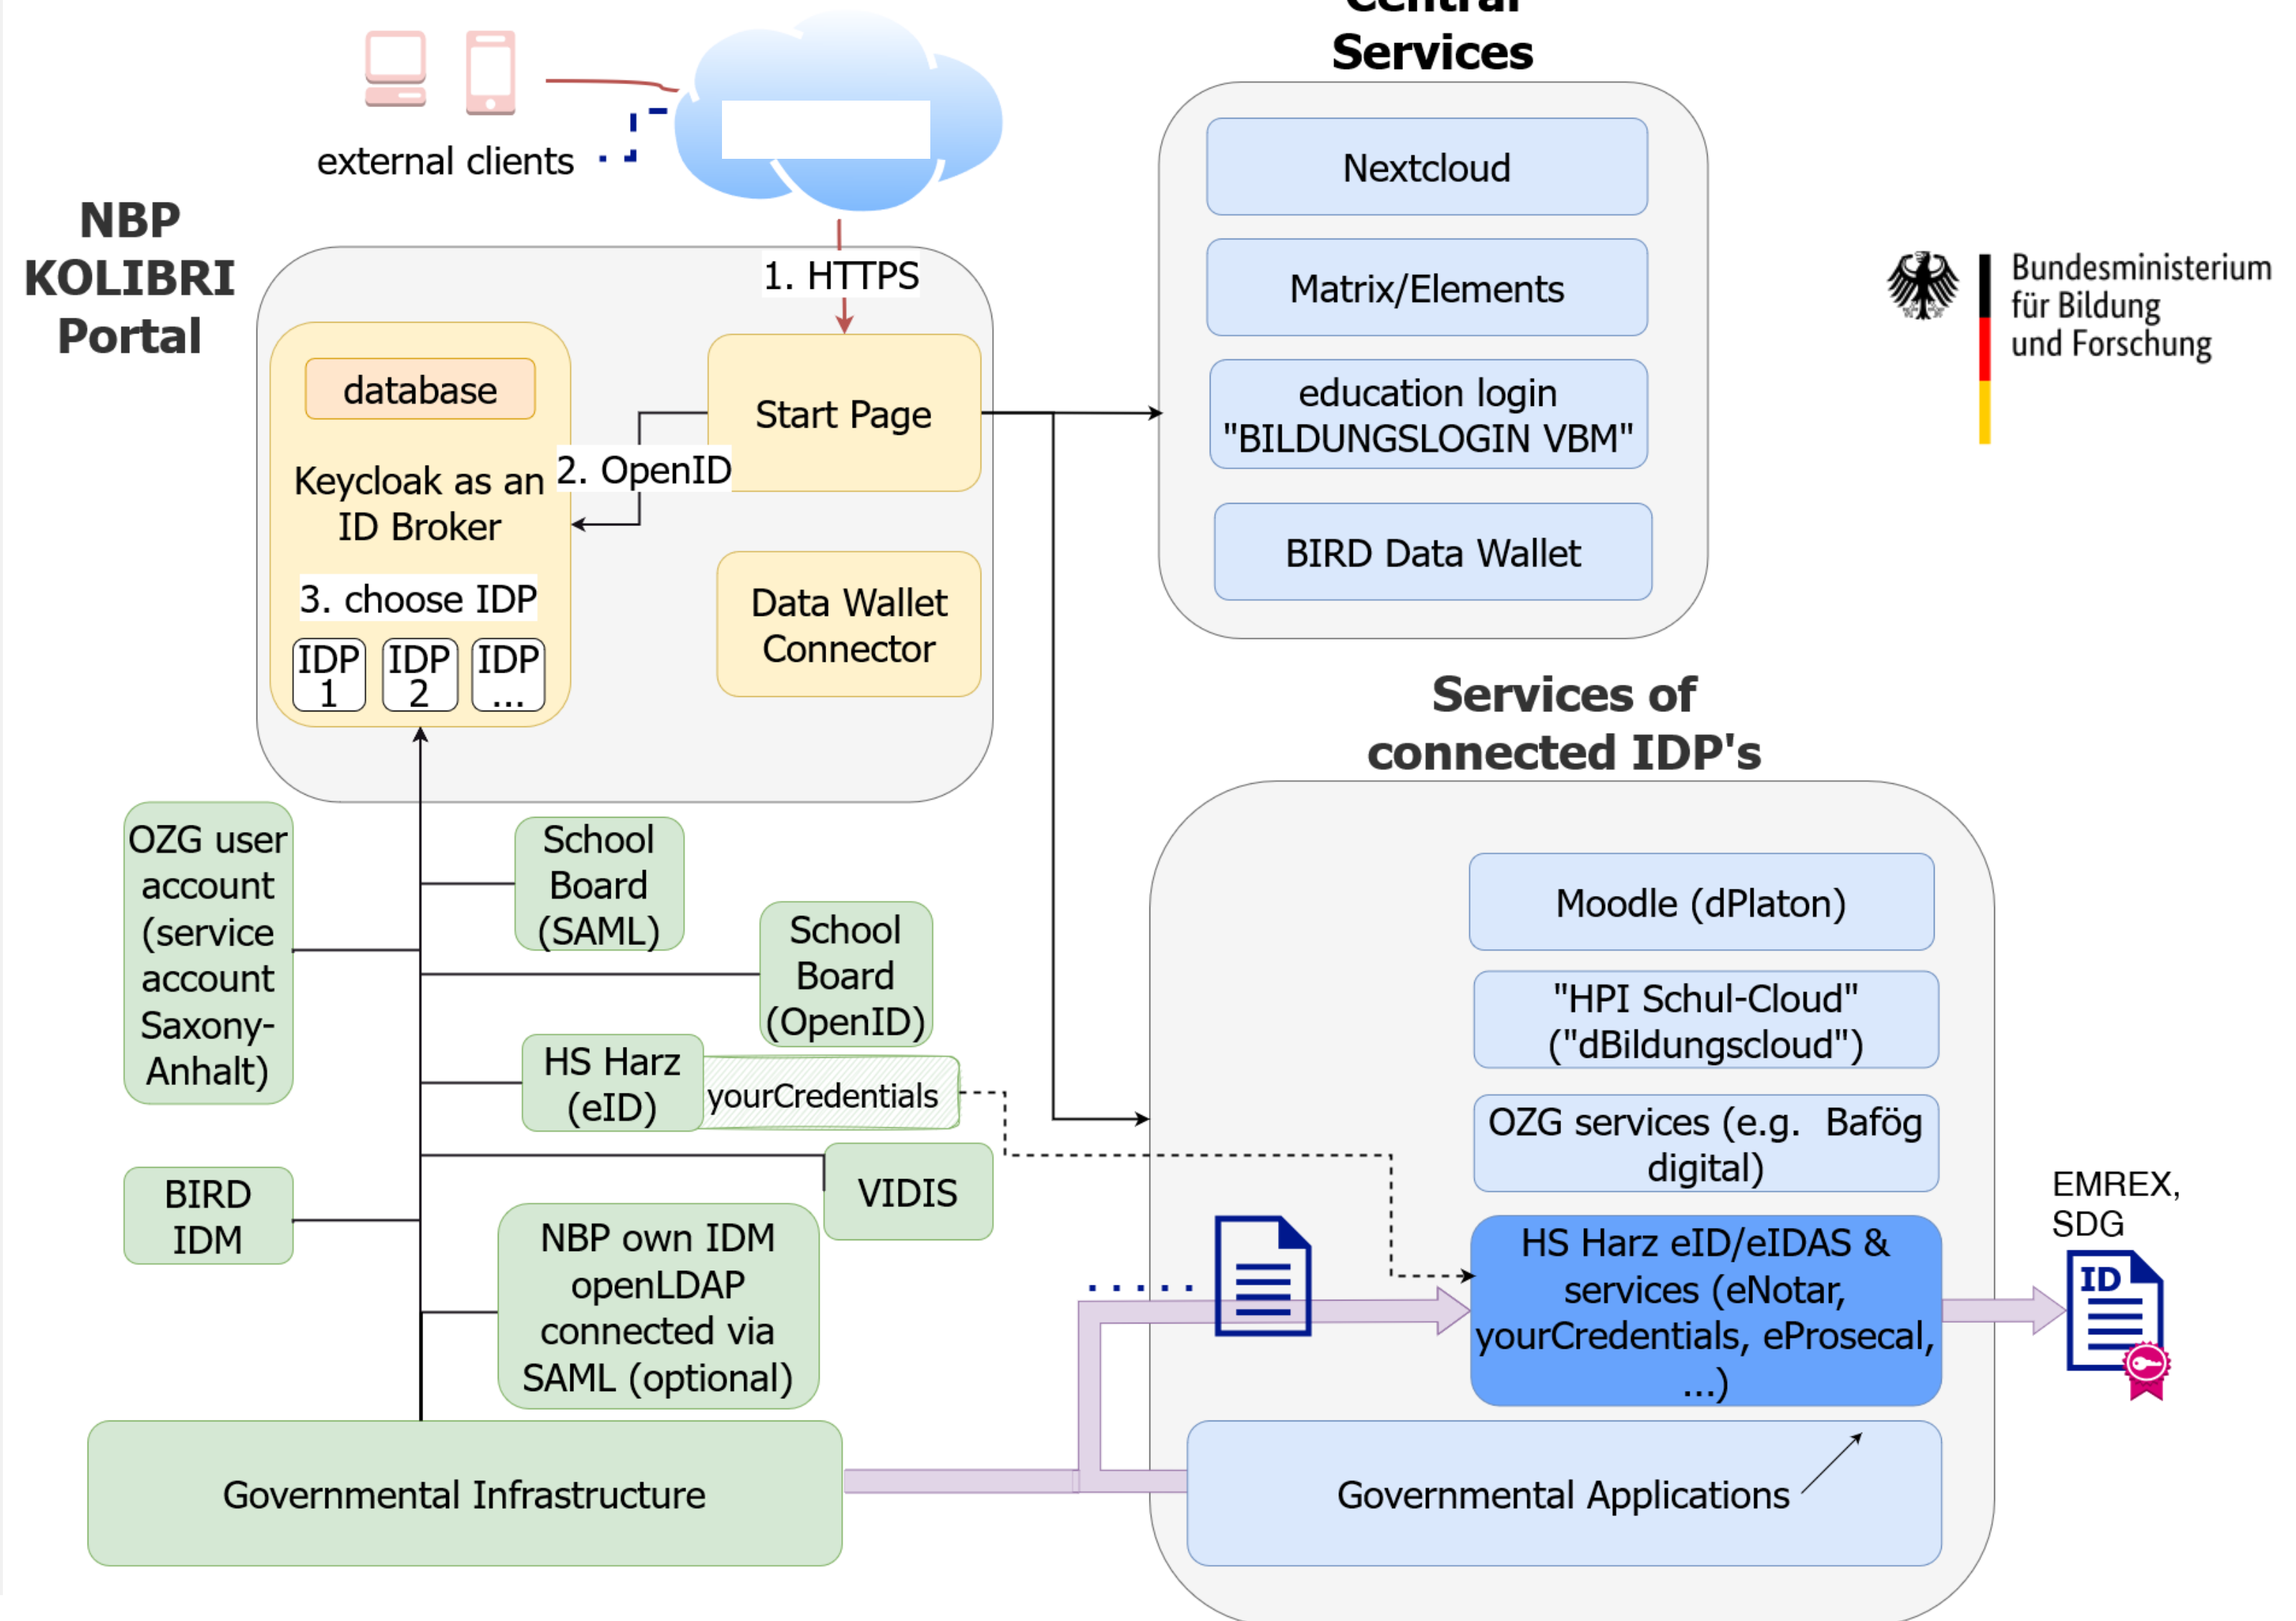 Central
Services
external clients
NBP
KOLIBRI
Portal
1. HTTPS
database
Start Page
2. OpenID
Keycloak as an
ID Broker
3. choose IDP
IDP
1
IDP
2
IDP
...
Data Wallet
Connector
Nextcloud
Matrix/Elements
education login
"BILDUNGSLOGIN VBM"
BIRD Data Wallet
Bundesministerium
für Bildung
und Forschung
Services of
connected IDP's
OZG user
account
(service
account
Saxony-
Anhalt)
School
Board
(SAML)
School
Board
(OpenID)
HS Harz
(eID)
yourCredentials
VIDIS
BIRD
IDM
NBP own IDM
openLDAP
connected via
SAML (optional)
Governmental Infrastructure
Moodle (dPlaton)
"HPI Schul-Cloud"
("dBildungscloud")
OZG services (e.g.  Bafög
digital)
HS Harz eID/eIDAS &
services (eNotar,
yourCredentials, eProsecal,
...)
Governmental Applications
EMREX,
SDG
ID